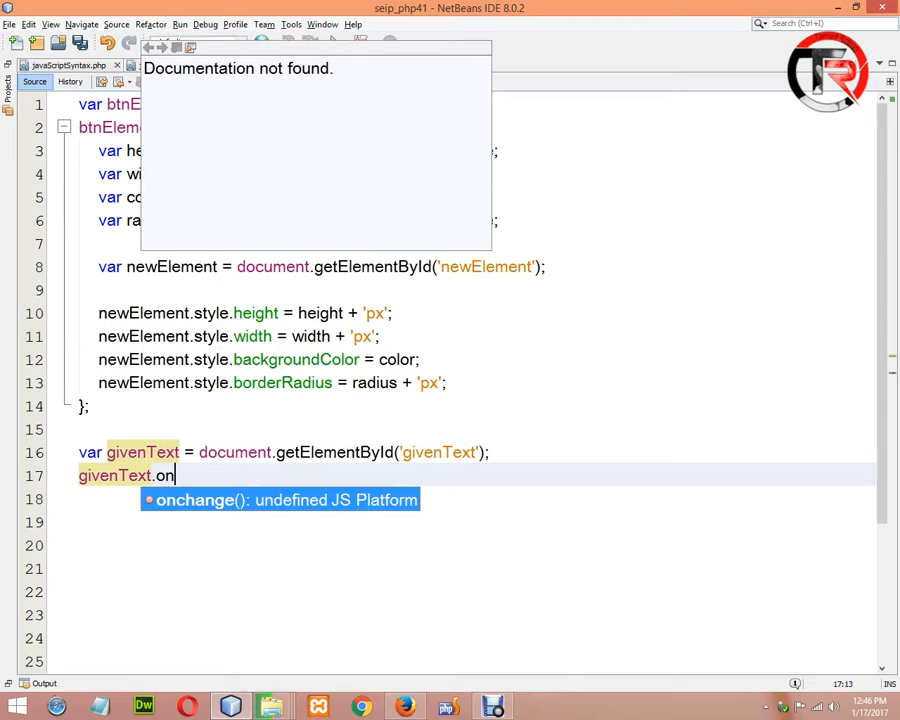 seip_php41 - NetBeans IDE 8.0.2
File Edit View Navigate Source Refactor Run Debug Profile Team Tools Window Help
Search (Ctrl+I)
javaScriptSyntax.php
Source History
Projects
Documentation not found.
1 var btnE
2 btnElem
3 var he ;
4 var wi
5 var co
6 var ra ;
7
8 var newElement = document.getElementById('newElement');
9
10 newElement.style.height = height + 'px';
11 newElement.style.width = width + 'px';
12 newElement.style.backgroundColor = color;
13 newElement.style.borderRadius = radius + 'px';
14 };
16 var givenText = document.getElementById('givenText');
17 givenText.on
18 onchange(): undefined JS Platform
19
20
21
22
23
24
25
Output
17:13 INS
Dw
php
12:46 PM
1/17/2017